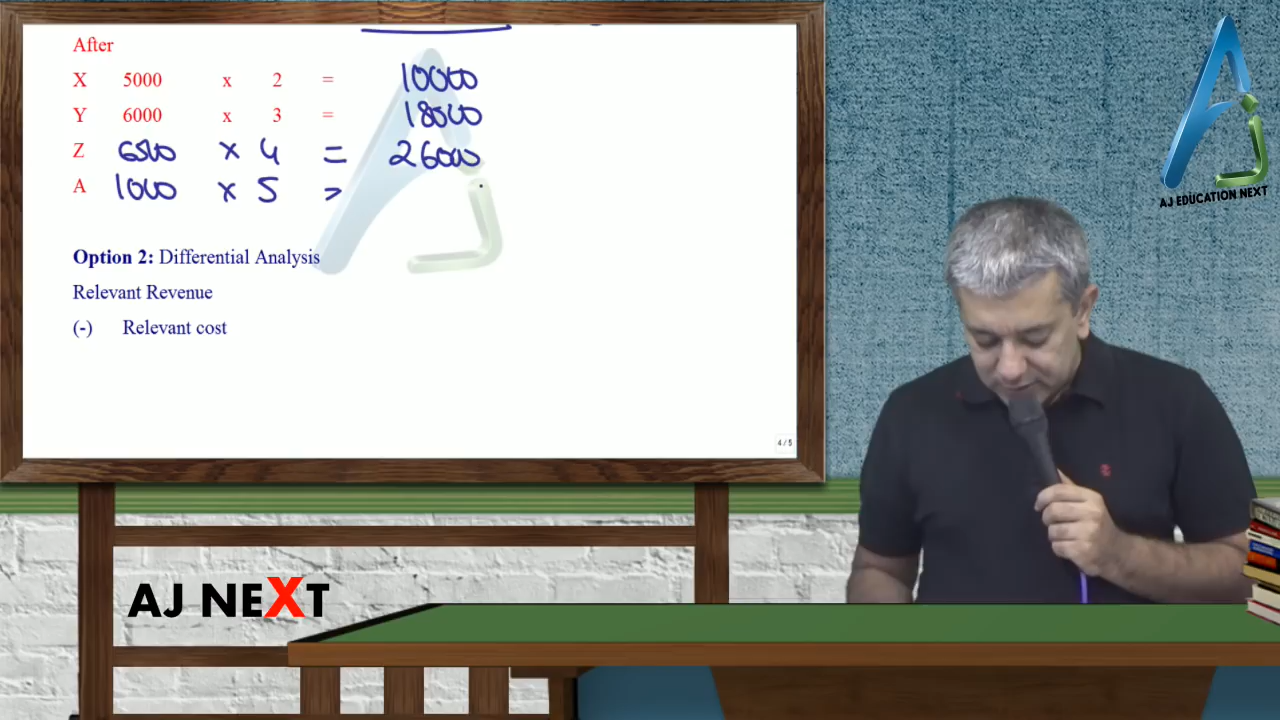 After
X 5000 x 2 = 10000
Y 6000 x 3 = 18000
Z 6500 x 4 = 26000
A 1000 x 5 =
Option 2: Differential Analysis
Relevant Revenue
(-) Relevant cost
4 / 5
AJ EDUCATION NEXT
AJ NEXT